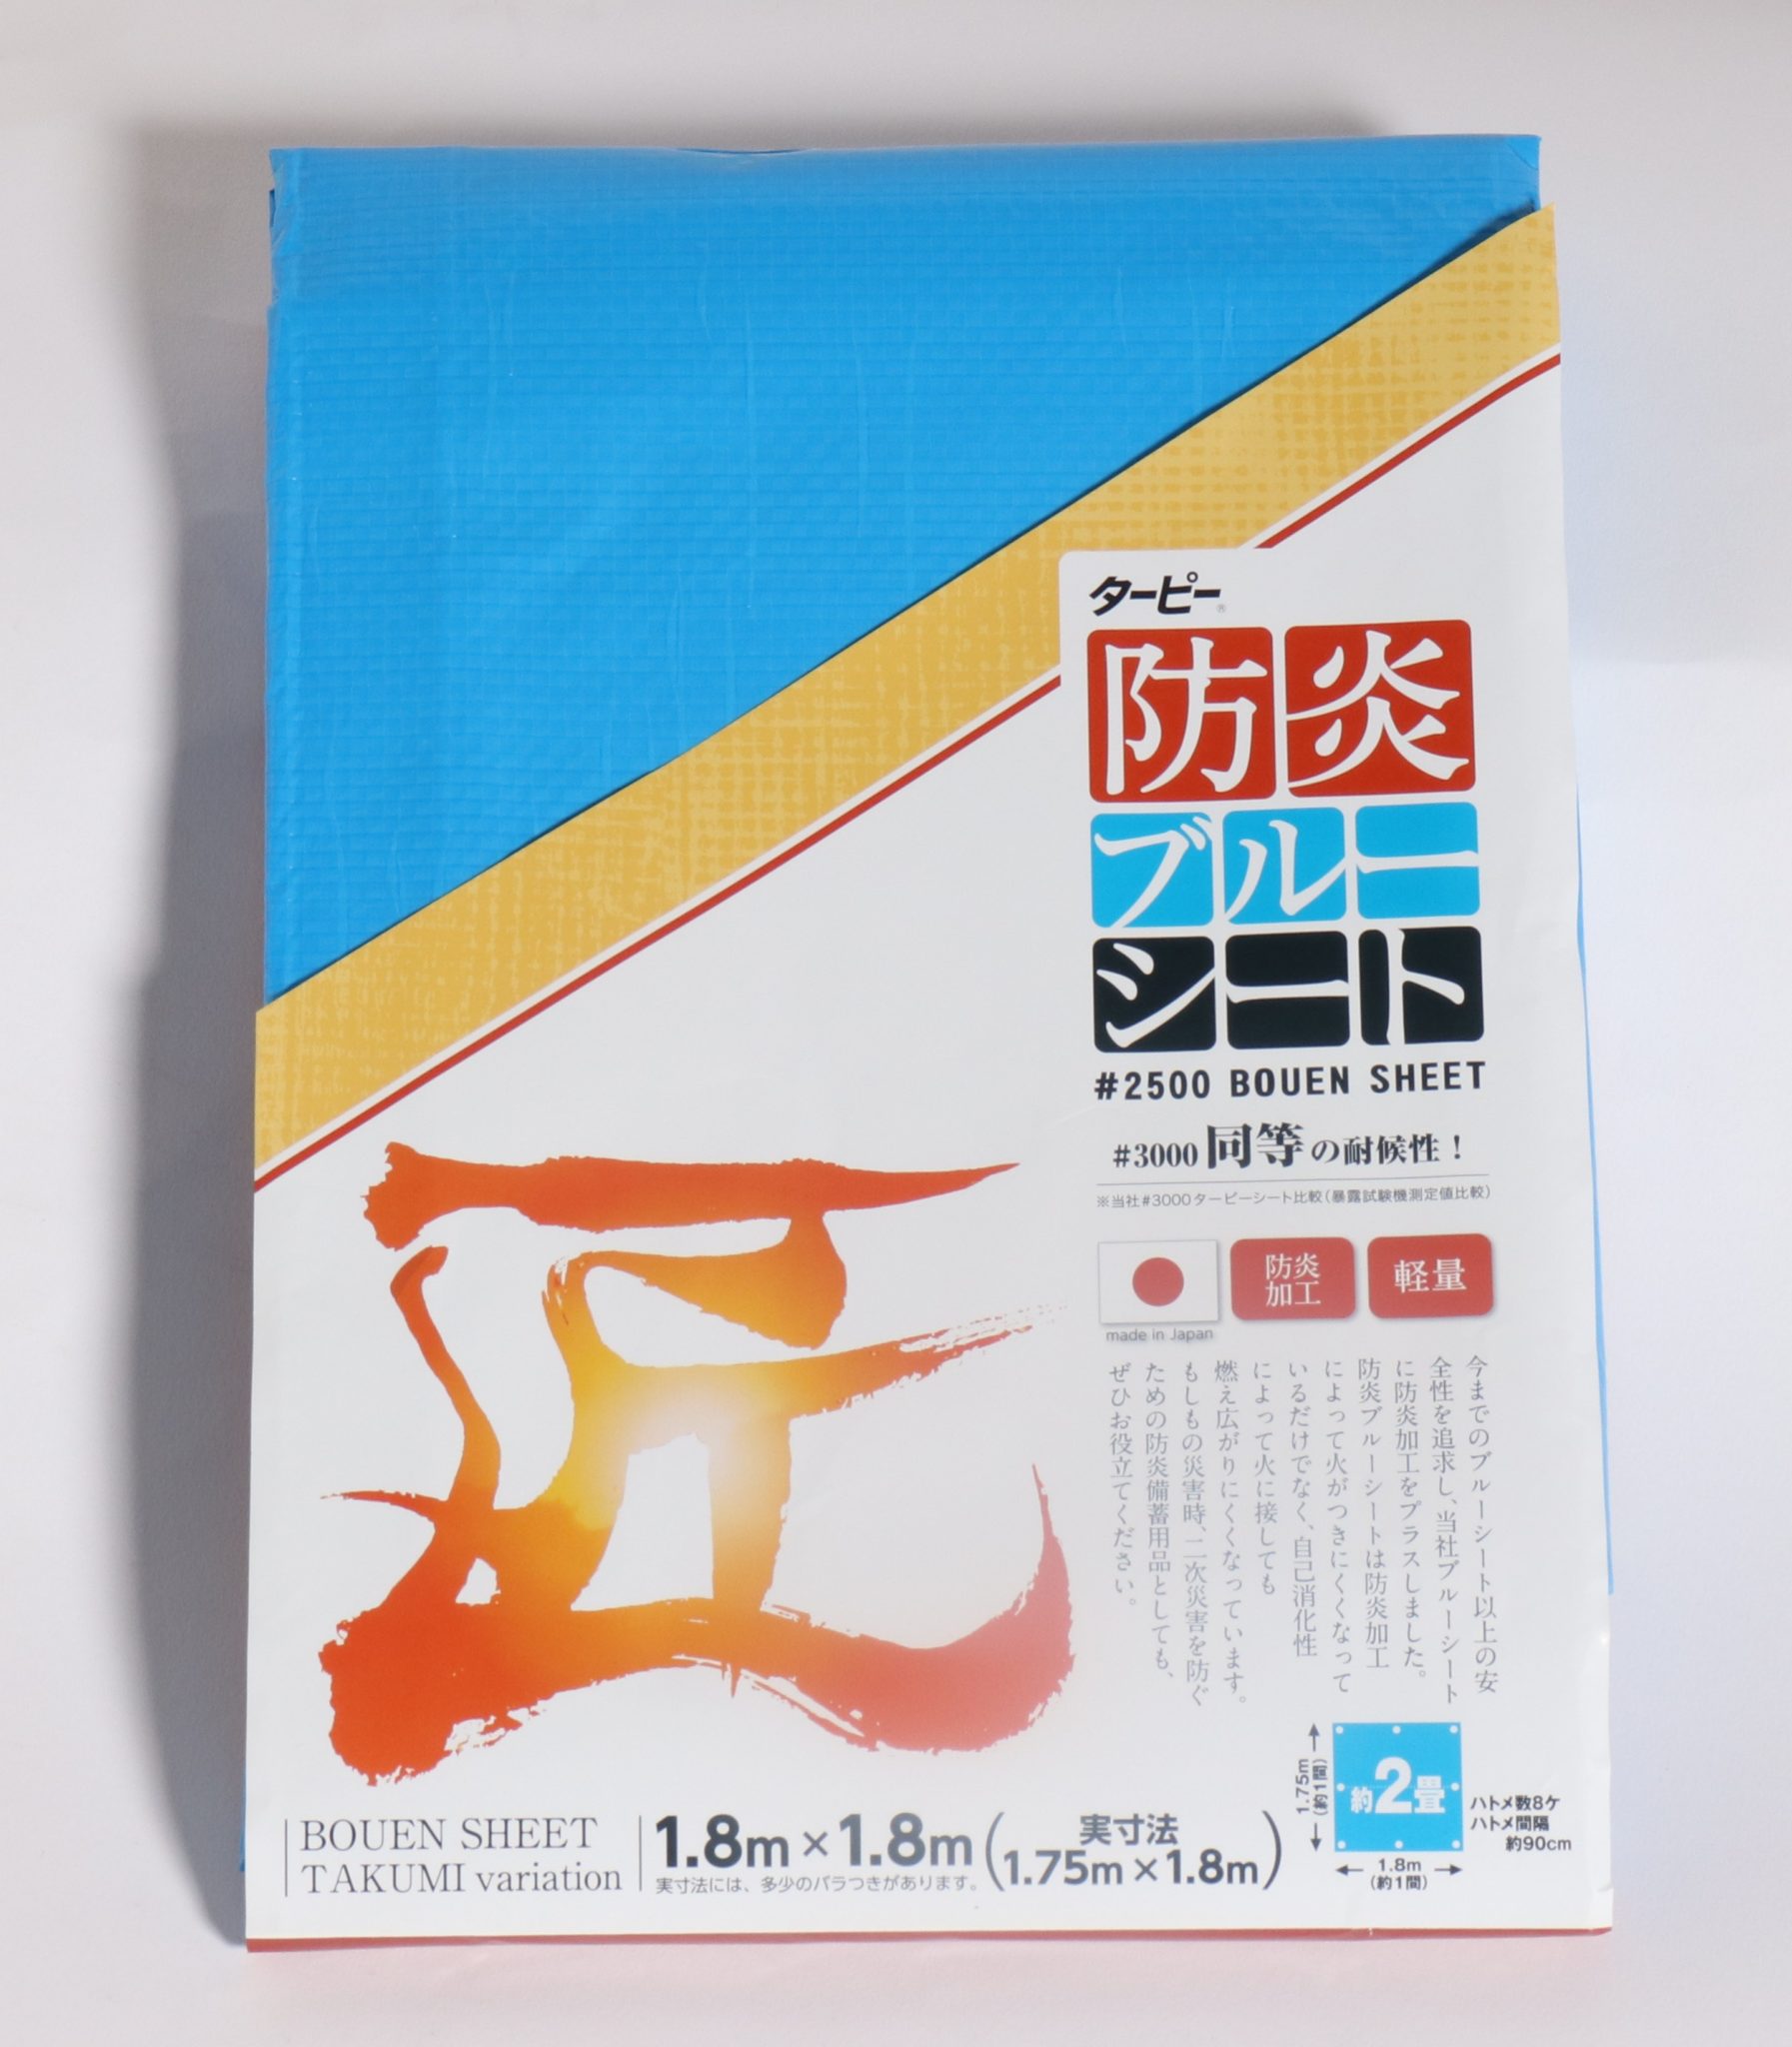 ターピー®
防炎
ブルー
シート
#2500 BOUEN SHEET
#3000同等の耐候性！
※当社#3000ターピーシート比較（暴露試験機測定値比較）
made in Japan
防炎
加工
軽量
今までのブルーシート以上の安
全性を追求し、当社ブルーシート
に防炎加工をプラスしました。
防炎ブルーシートは防炎加工
によって火がつきにくくなって
いるだけでなく、自己消化性
によって火に接しても
燃え広がりにくくなっています。
もしもの災害時、二次災害を防ぐ
ための防炎備蓄用品としても、
ぜひお役立てください。
匠
BOUEN SHEET
TAKUMI variation
1.8m×1.8m
実寸法には、多少のバラつきがあります。
（実寸法
1.75m×1.8m）
1.75m
（約1間）
約2畳
1.8m
（約1間）
ハトメ数8ケ
ハトメ間隔
約90cm